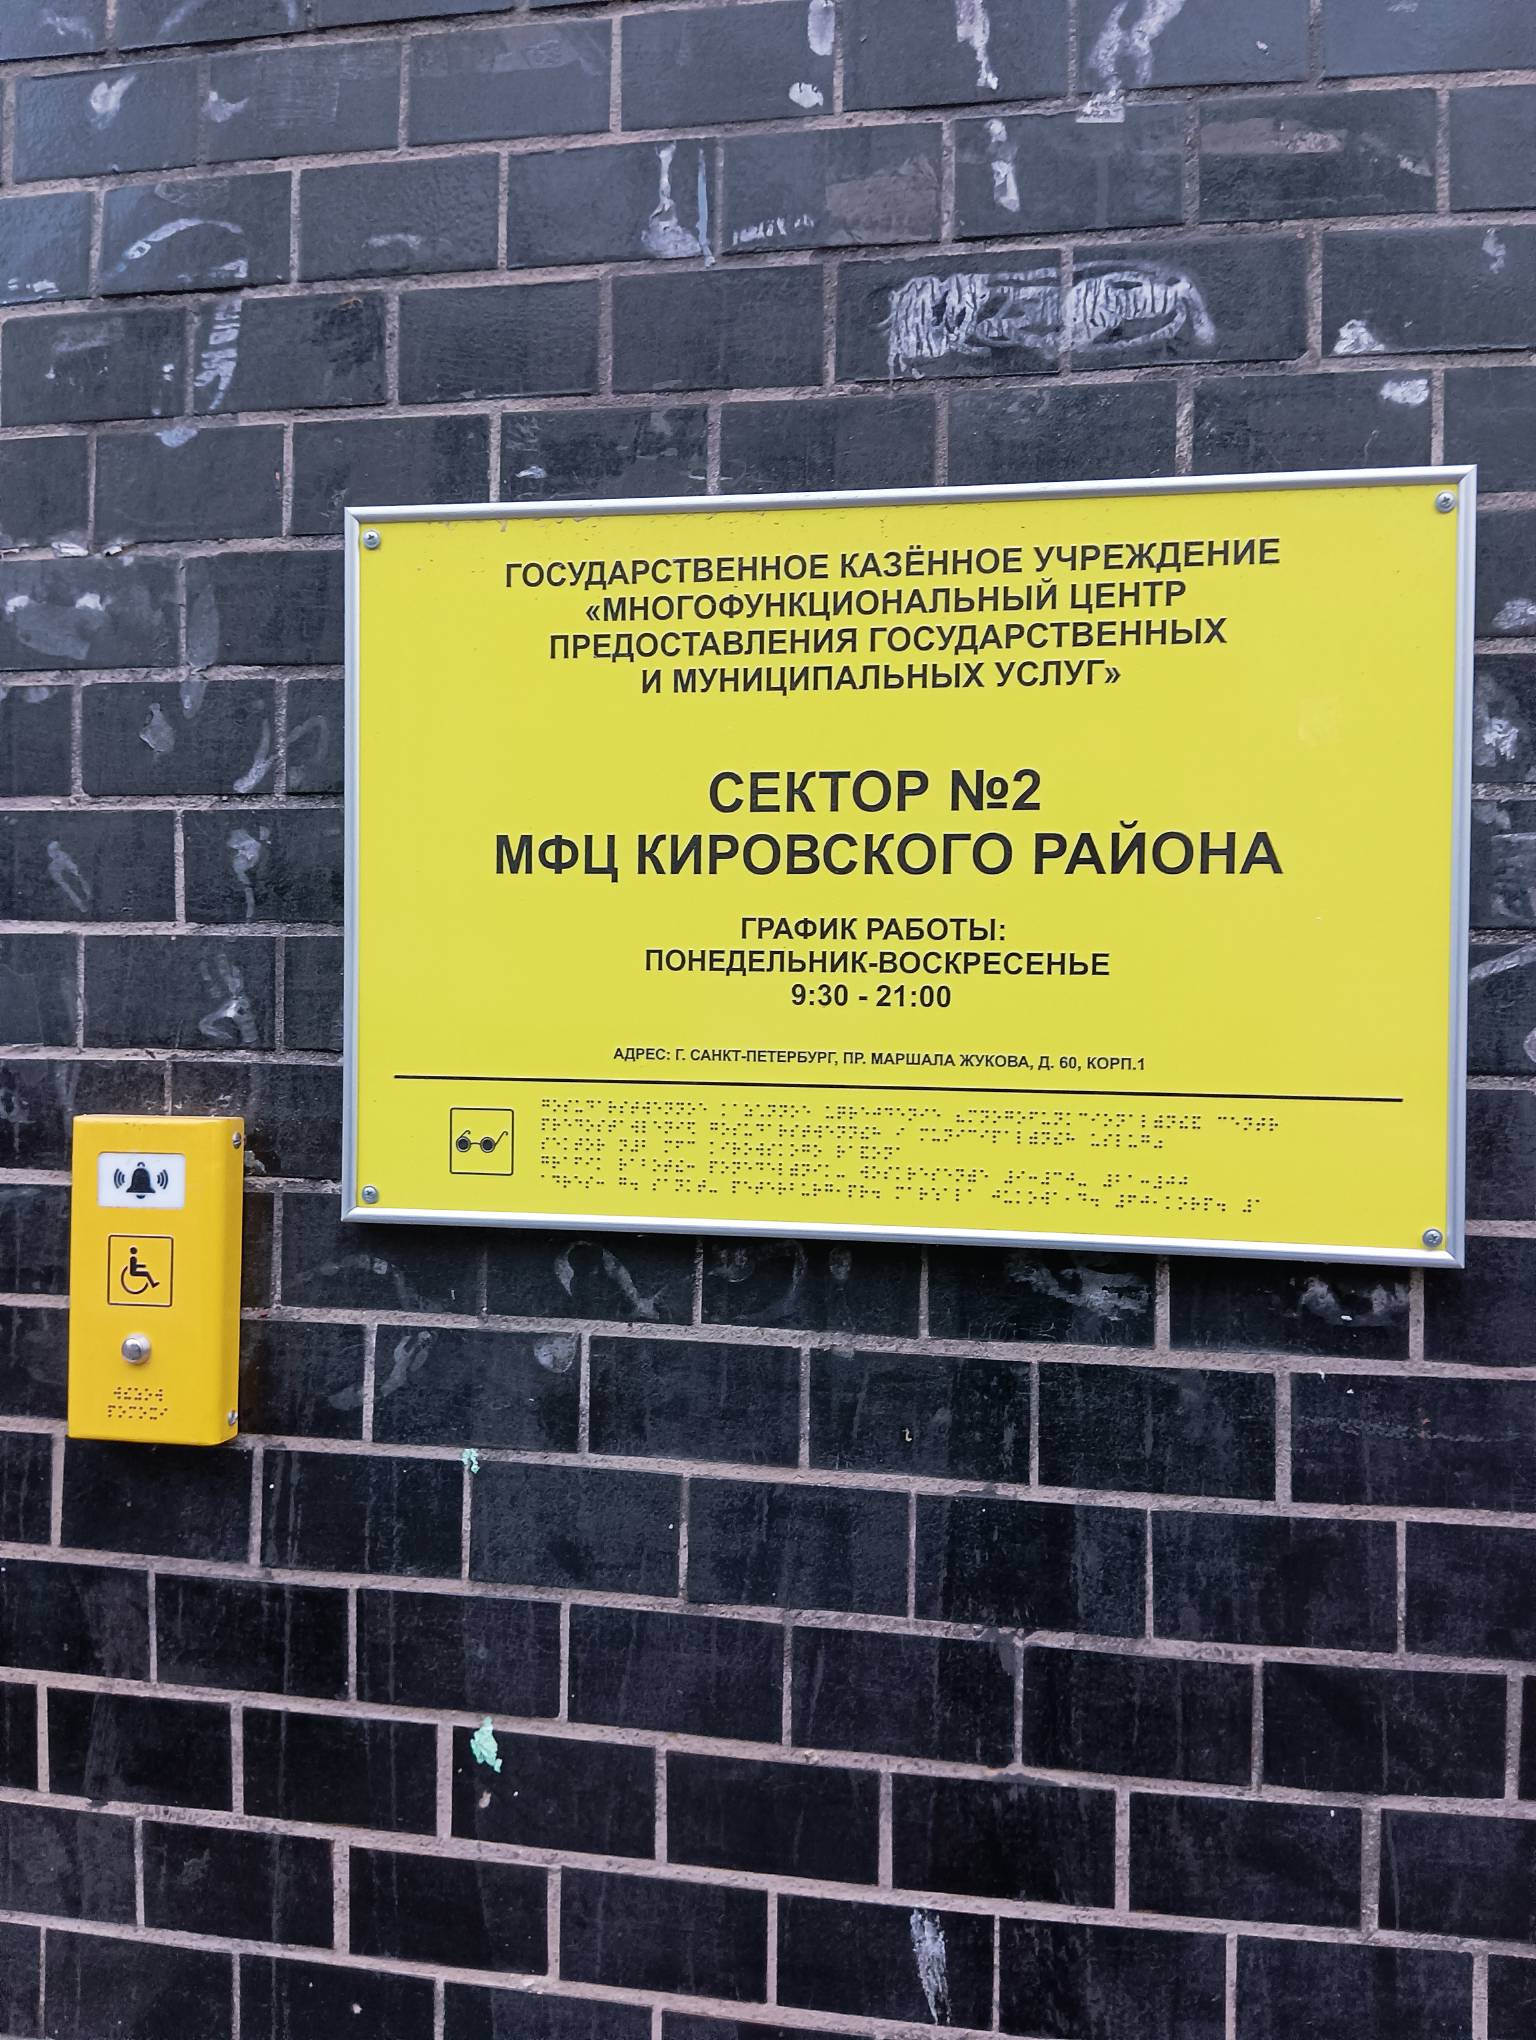 ГОСУДАРСТВЕННОЕ КАЗЁННОЕ УЧРЕЖДЕНИЕ
«МНОГОФУНКЦИОНАЛЬНЫЙ ЦЕНТР
ПРЕДОСТАВЛЕНИЯ ГОСУДАРСТВЕННЫХ
И МУНИЦИПАЛЬНЫХ УСЛУГ»
СЕКТОР №2
МФЦ КИРОВСКОГО РАЙОНА
ГРАФИК РАБОТЫ:
ПОНЕДЕЛЬНИК-ВОСКРЕСЕНЬЕ
9:30 - 21:00
АДРЕС: Г. САНКТ-ПЕТЕРБУРГ, ПР. МАРШАЛА ЖУКОВА, Д. 60, КОРП.1